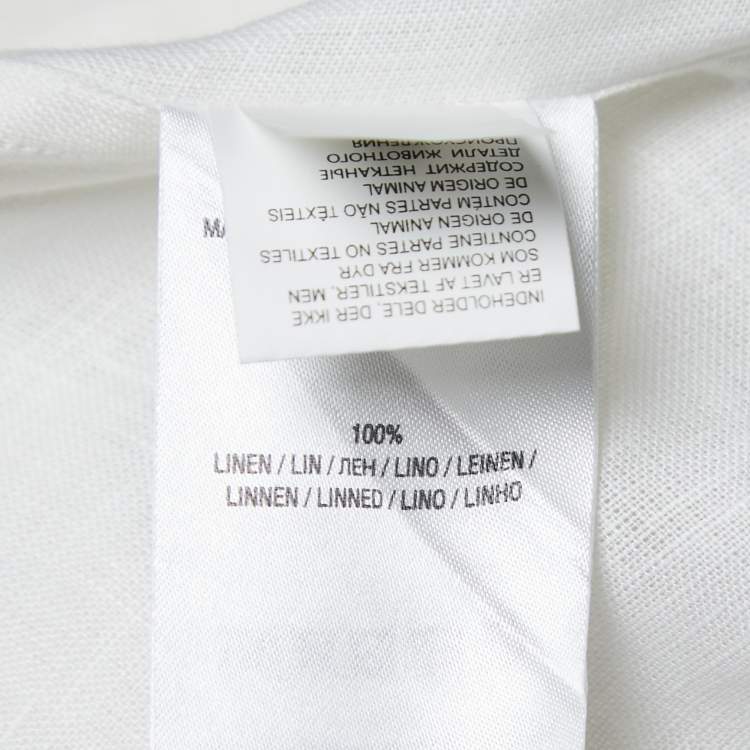 INDEHOLDER DELE, DER IKKE
ER LAVET AF TEKSTILER, MEN
SOM KOMMER FRA DYR
CONTIENE PARTES NO TEXTILES
DE ORIGEN ANIMAL
CONTÉM PARTES NÃO TÊXTEIS
DE ORIGEM ANIMAL
СОДЕРЖИТ НЕТКАНЫЕ
ДЕТАЛИ ЖИВОТНОГО
ПРОИСХОЖДЕНИЯ
100%
LINEN / LIN / ЛЕН / LINO / LEINEN /
LINNEN / LINNED / LINO / LINHO